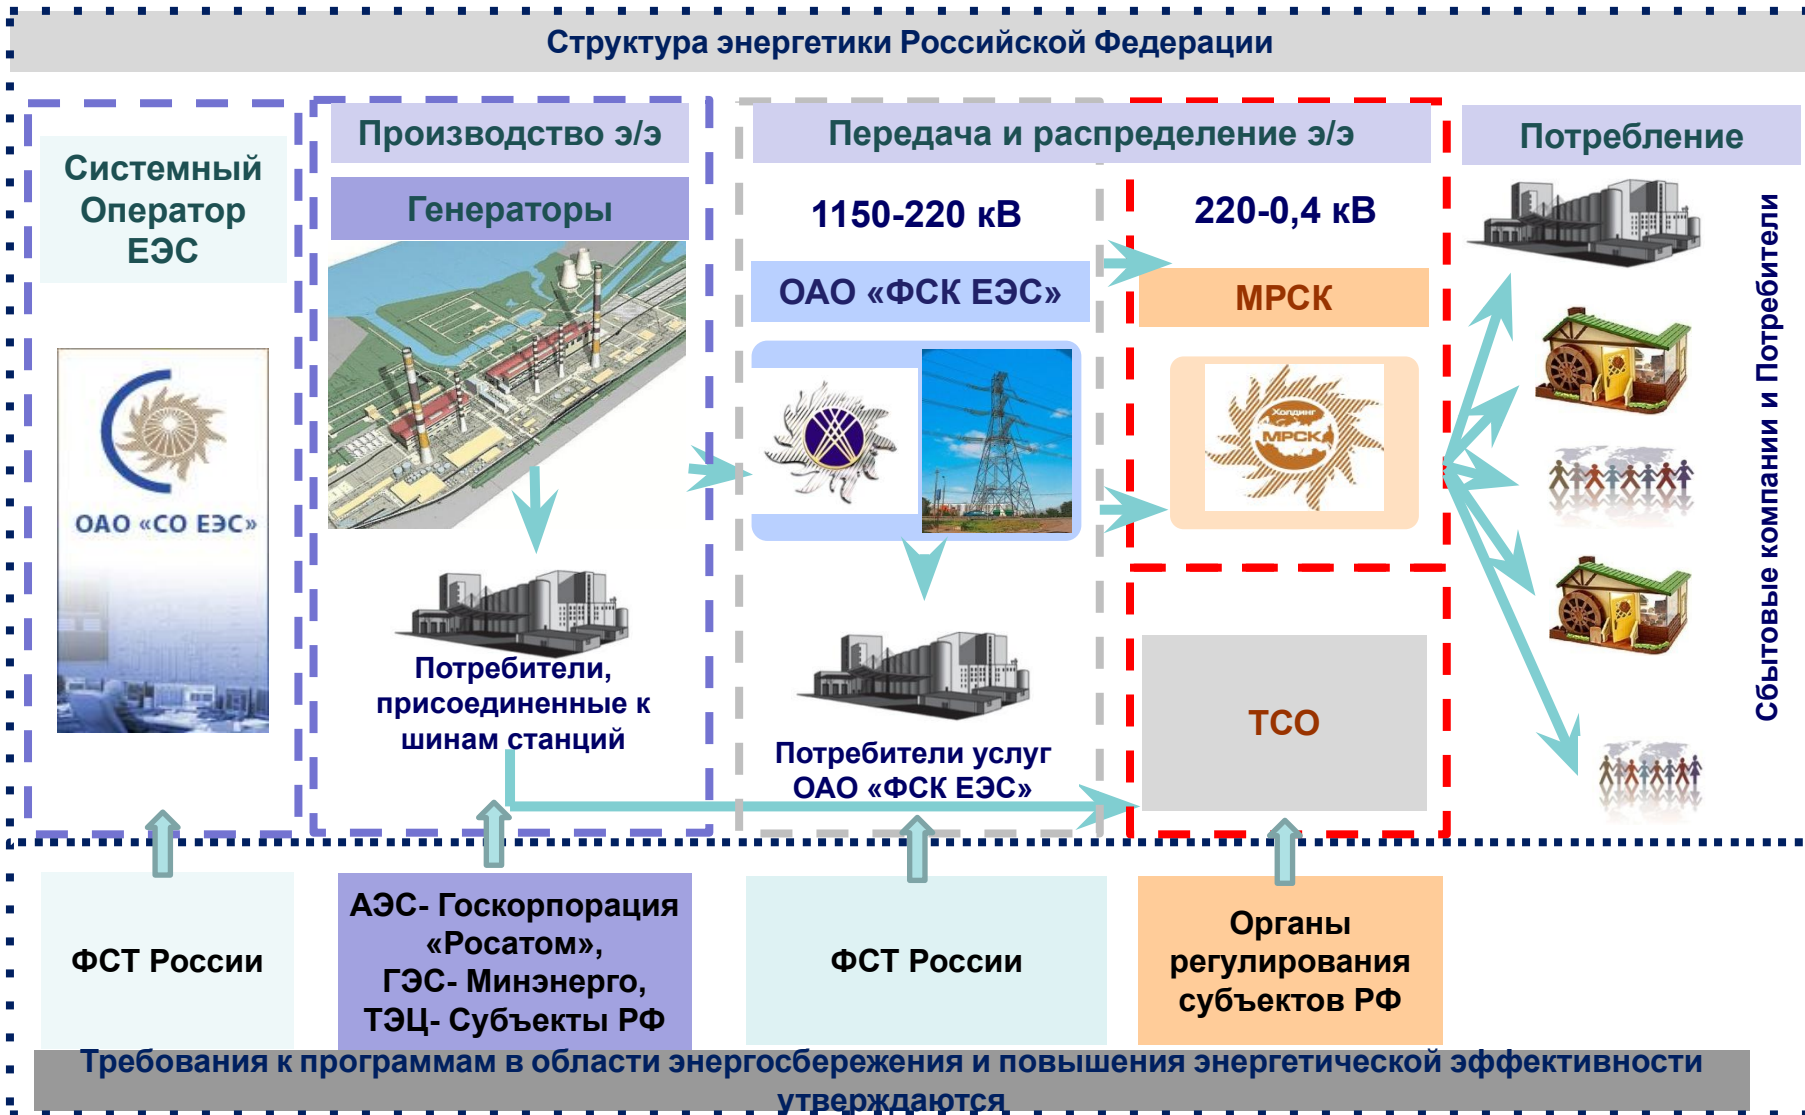 Структура энергетики Российской Федерации
Системный
Оператор
ЕЭС
ОАО «СО ЕЭС»
Производство э/э
Генераторы
Потребители,
присоединенные к
шинам станций
Передача и распределение э/э
1150-220 кВ
ОАО «ФСК ЕЭС»
Потребители услуг
ОАО «ФСК ЕЭС»
220-0,4 кВ
МРСК
Холдинг
МРСК
ТСО
Потребление
Сбытовые компании и Потребители
ФСТ России
АЭС- Госкорпорация
«Росатом»,
ГЭС- Минэнерго,
ТЭЦ- Субъекты РФ
ФСТ России
Органы
регулирования
субъектов РФ
Требования к программам в области энергосбережения и повышения энергетической эффективности
утверждаются